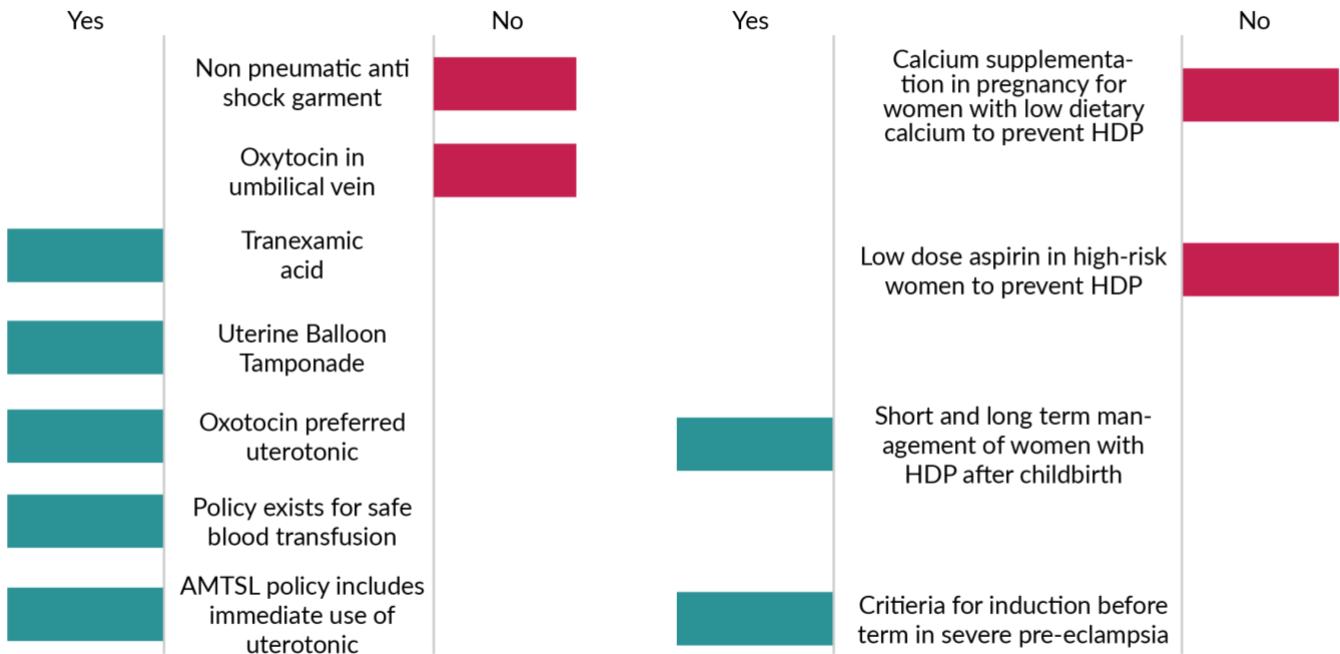 Yes
No
Non pneumatic anti
shock garment
Oxytocin in
umbilical vein
Tranexamic
acid
Uterine Balloon
Tamponade
Oxotocin preferred
uterotonic
Policy exists for safe
blood transfusion
AMTSL policy includes
immediate use of
uterotonic
Yes
No
Calcium supplementa-
tion in pregnancy for
women with low dietary
calcium to prevent HDP
Low dose aspirin in high-risk
women to prevent HDP
Short and long term man-
agement of women with
HDP after childbirth
Critieria for induction before
term in severe pre-eclampsia